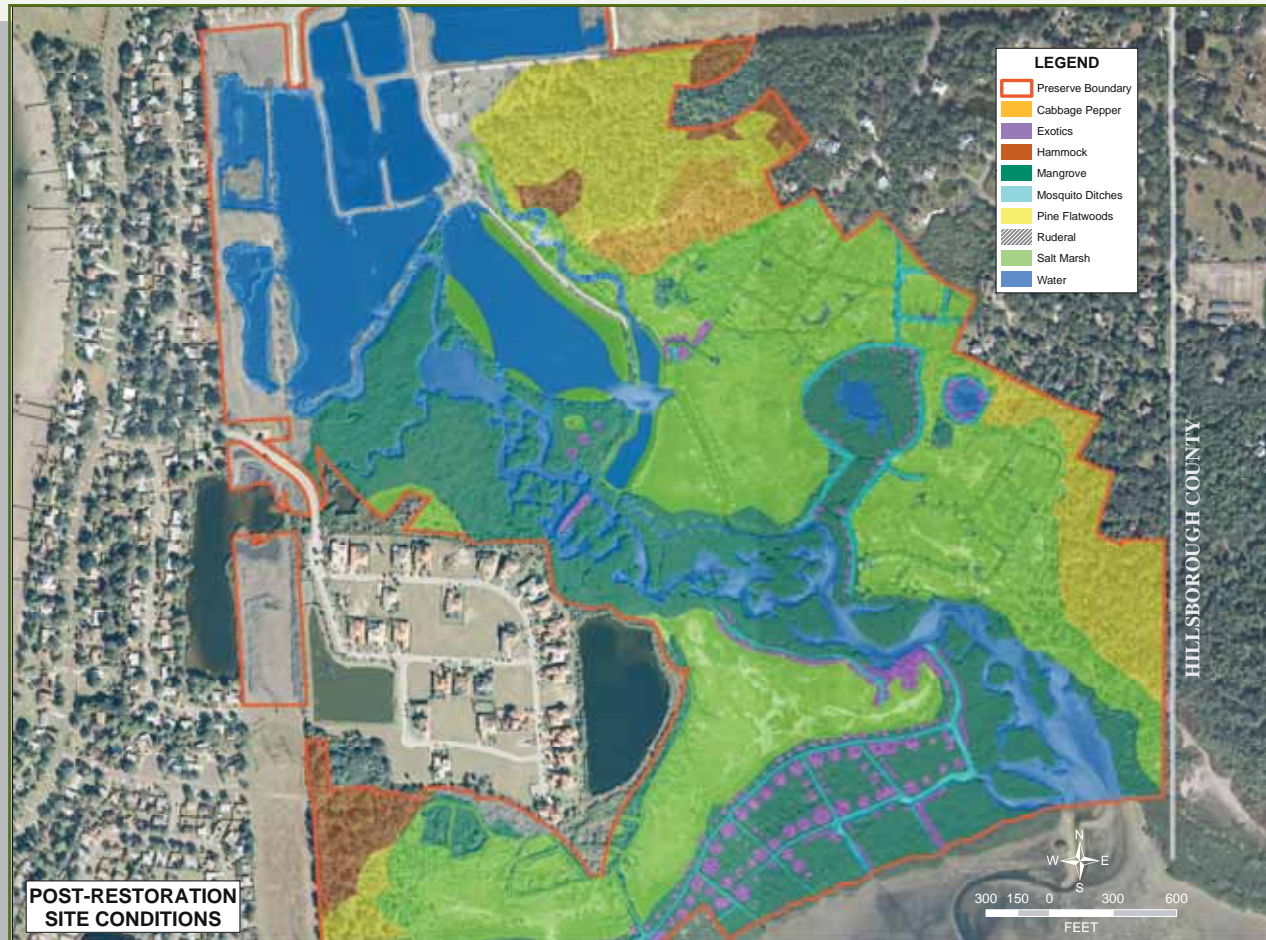 LEGEND
Preserve Boundary
Cabbage Pepper
Exotics
Hammock
Mangrove
Mosquito Ditches
Pine Flatwoods
Ruderal
Salt Marsh
Water
HILLSBOROUGH COUNTY
N
W E
S
300 150 0 300 600
FEET
POST-RESTORATION
SITE CONDITIONS